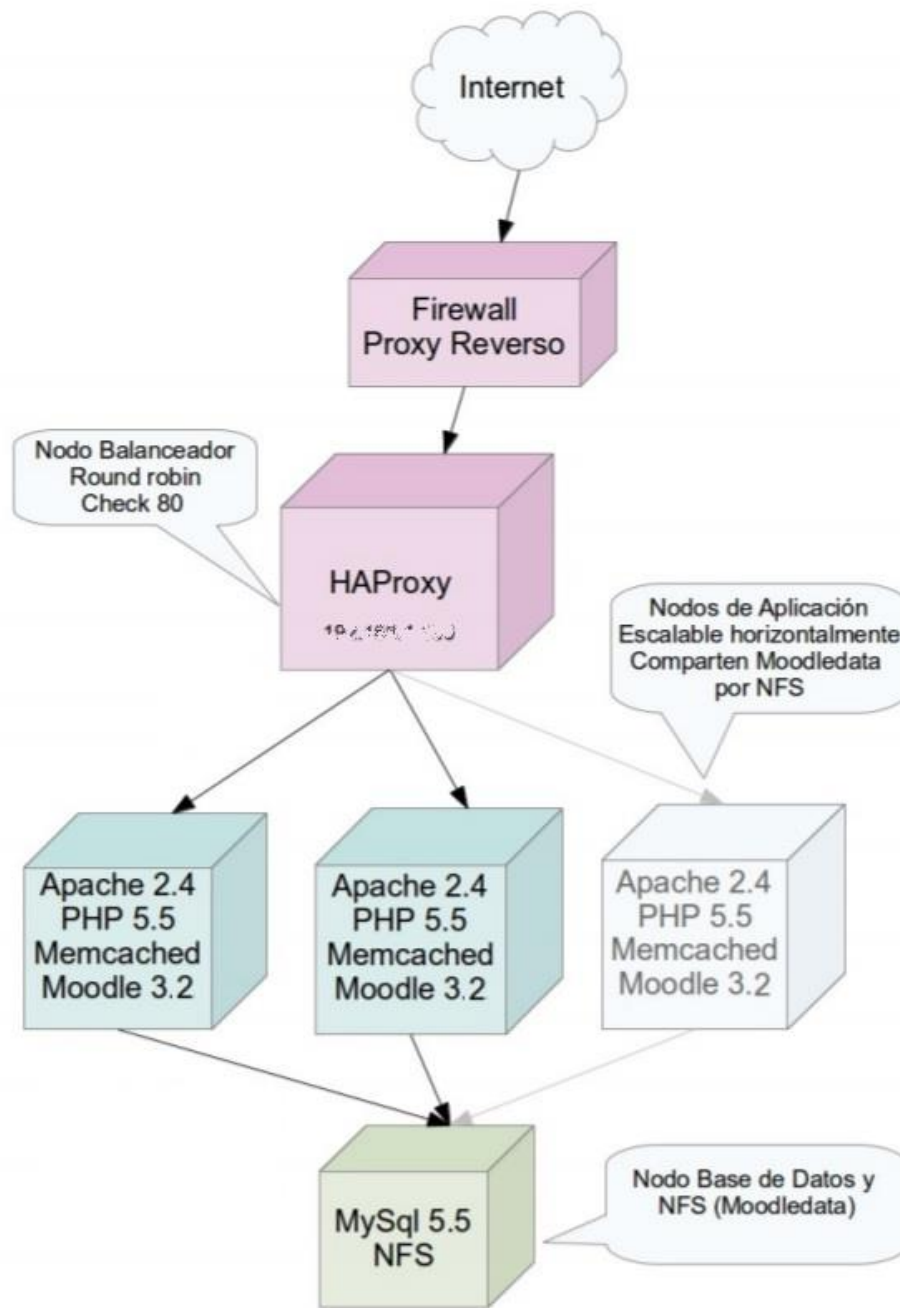 Internet
Firewall
Proxy Reverso
Nodo Balanceador
Round robin
Check 80
HAProxy
Nodos de Aplicación
Escalable horizontalmente
Comparten Moodledata
por NFS
Apache 2.4
PHP 5.5
Memcached
Moodle 3.2
Apache 2.4
PHP 5.5
Memcached
Moodle 3.2
Apache 2.4
PHP 5.5
Memcached
Moodle 3.2
MySql 5.5
NFS
Nodo Base de Datos y
NFS (Moodledata)